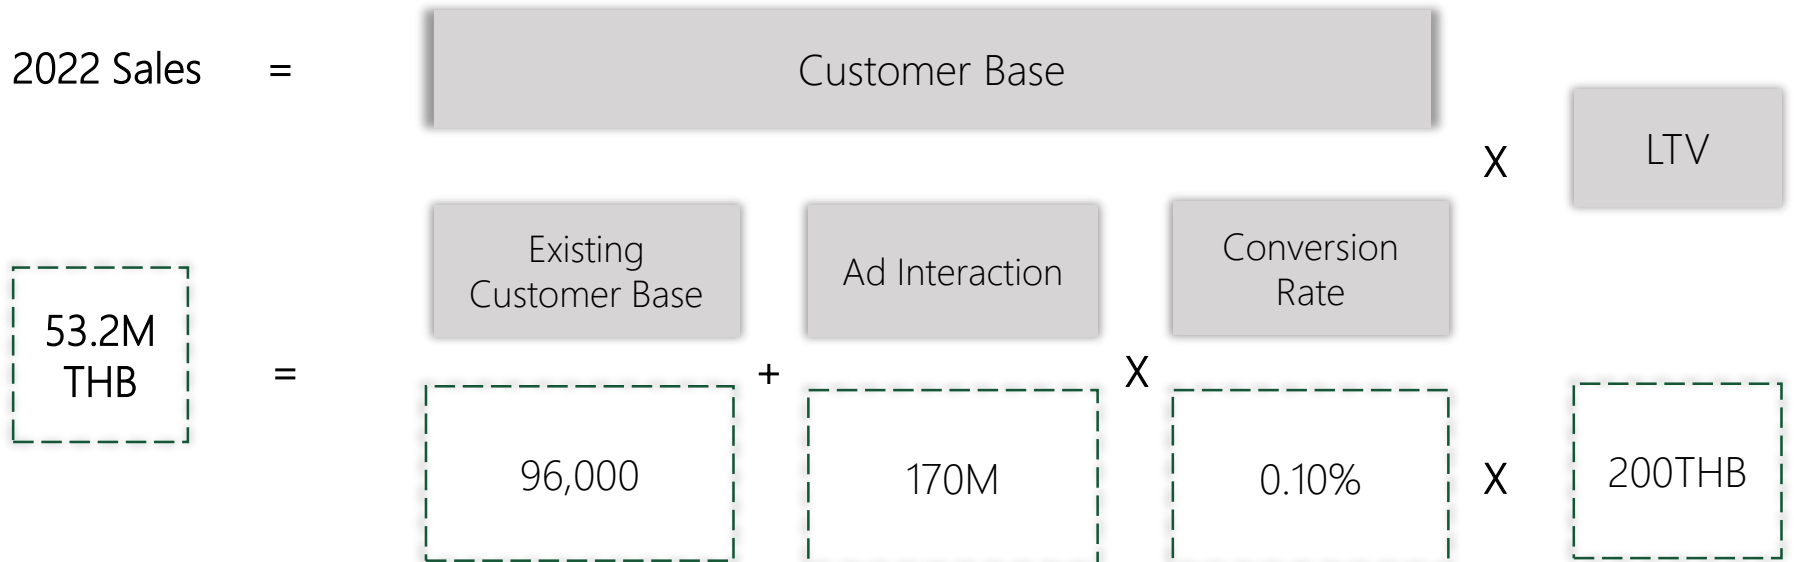 2022 Sales = Customer Base
X LTV
Existing
Customer Base
Ad Interaction
Conversion
Rate
53.2M
THB
=
96,000
+
170M
X
0.10%
X
200THB